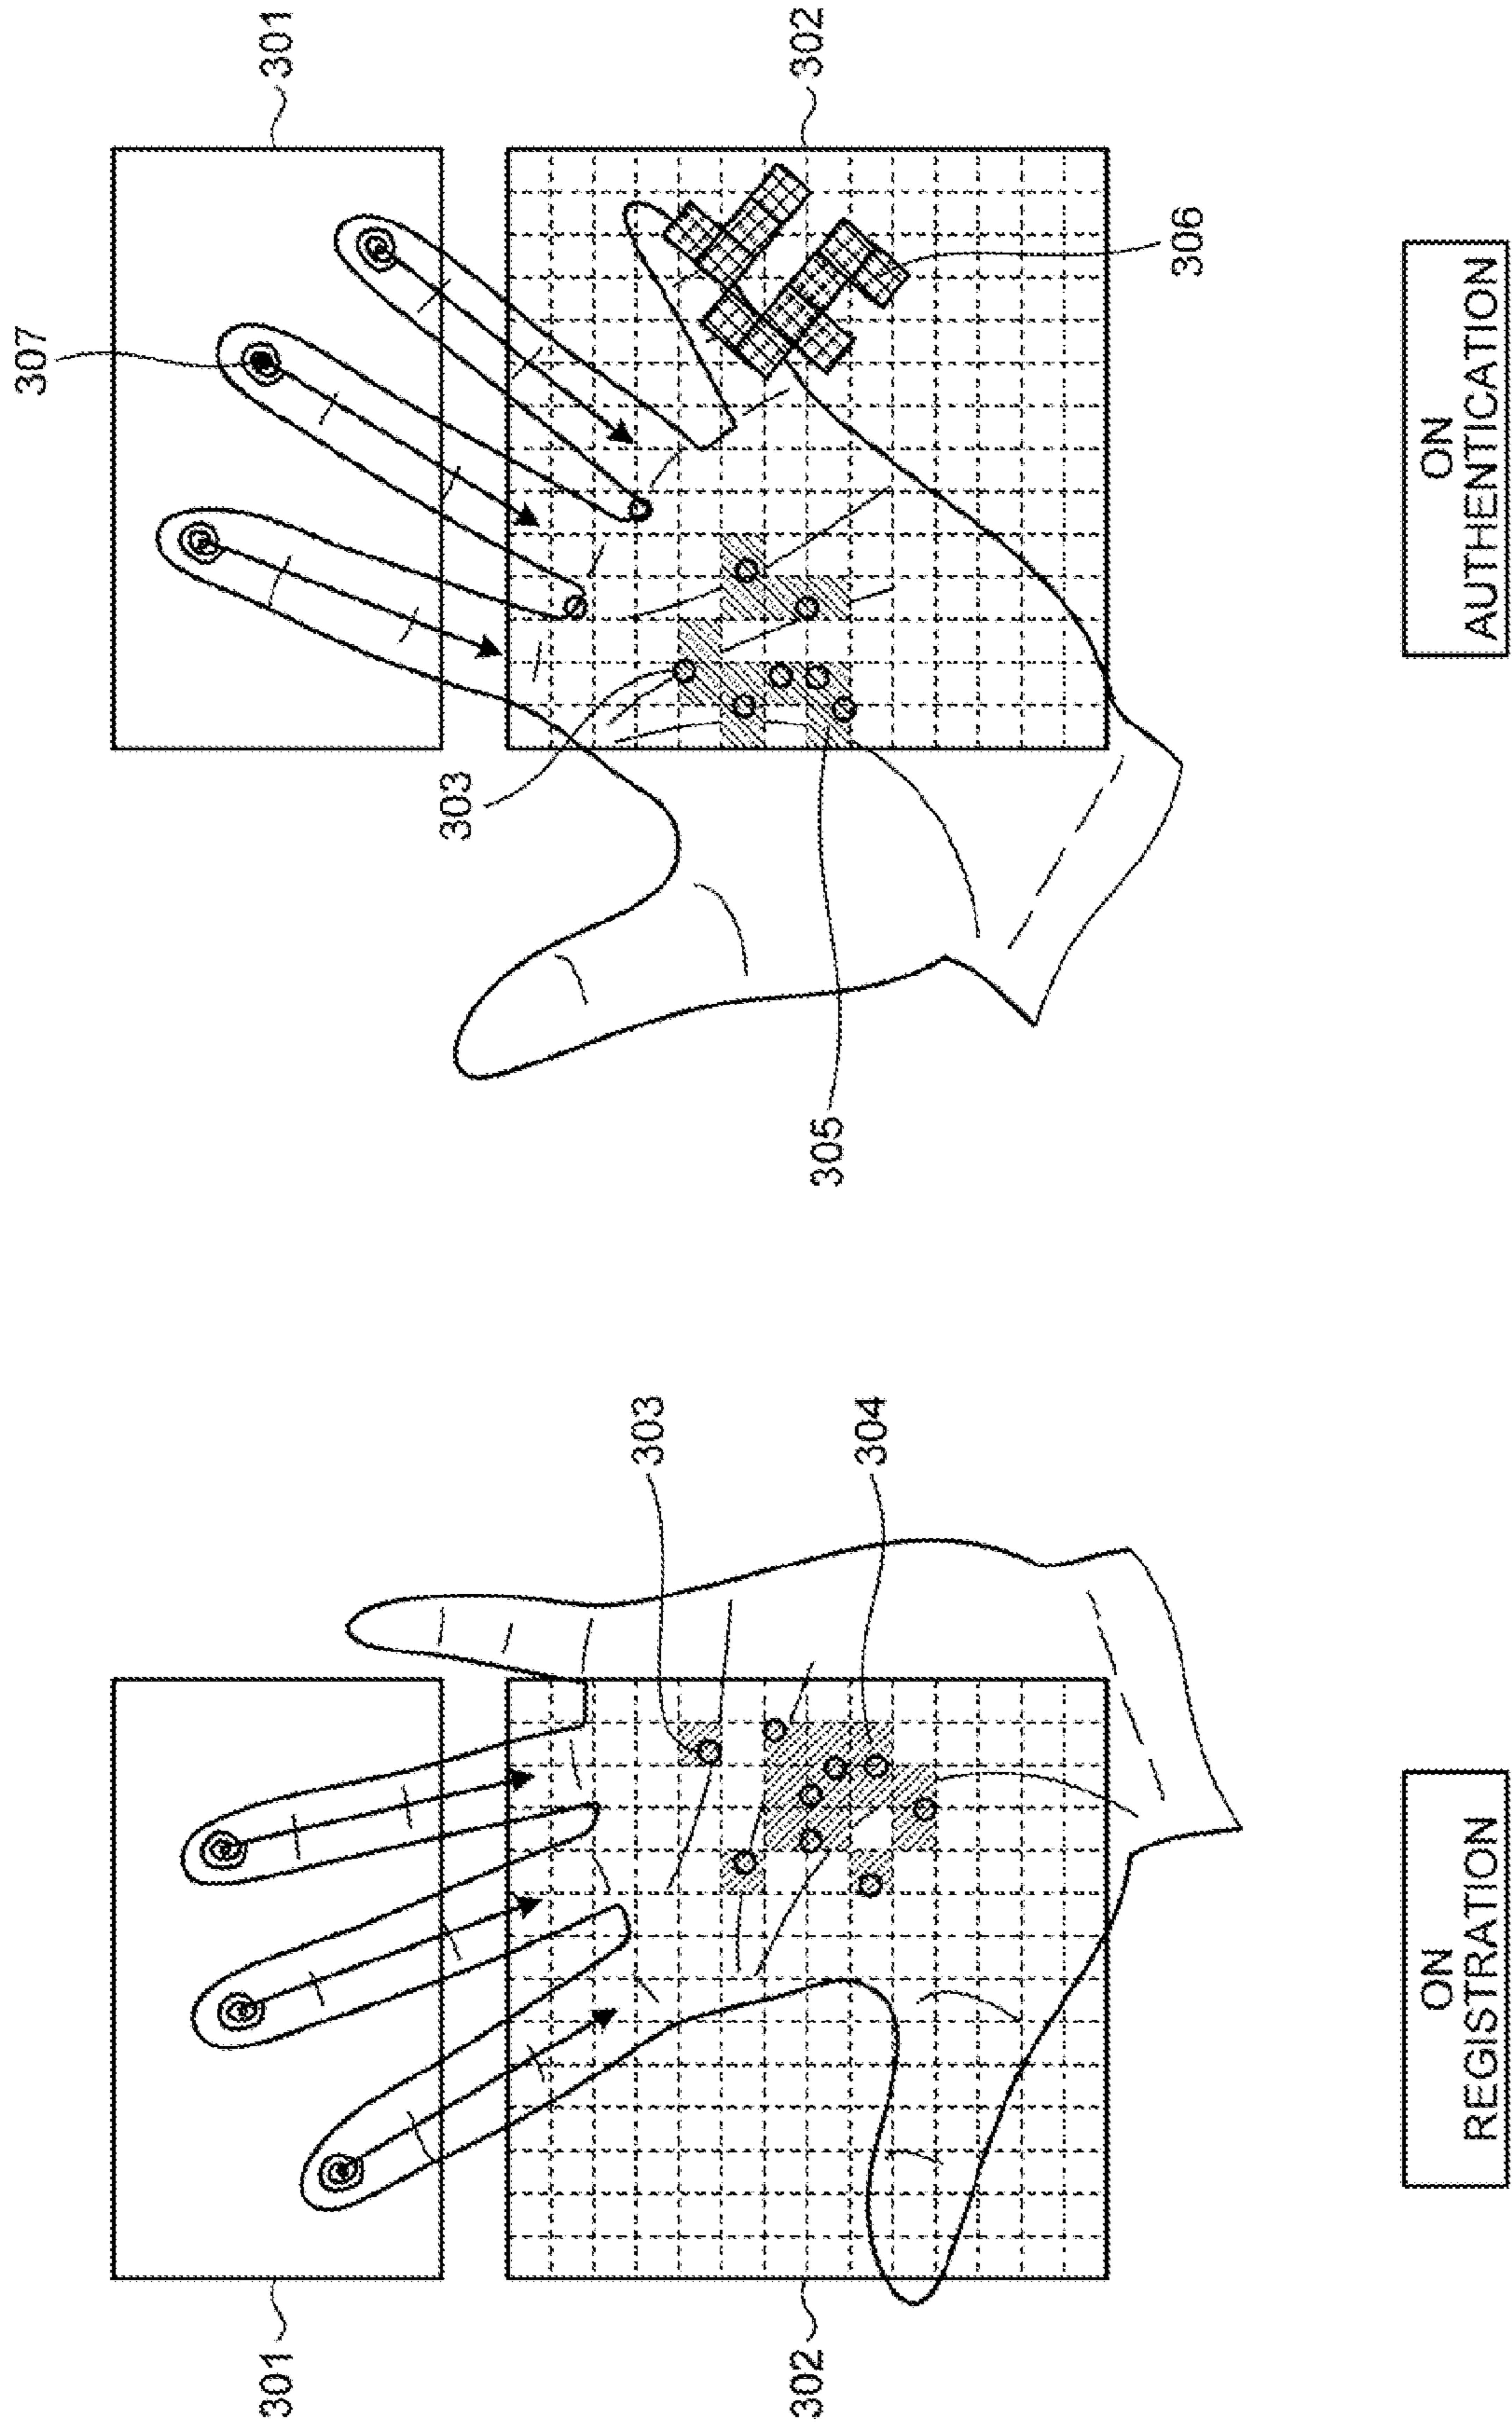 301
303
302
304
ON
REGISTRATION
307
301
303
302
305
306
ON
AUTHENTICATION